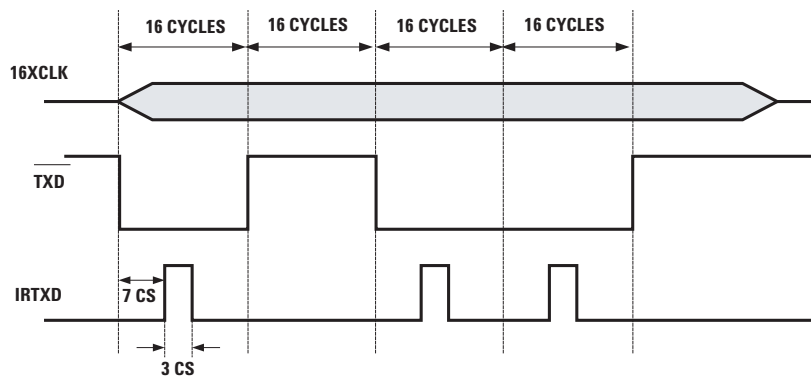 16 CYCLES 16 CYCLES 16 CYCLES 16 CYCLES
16XCLK
TXD
IRTXD
7 CS
3 CS